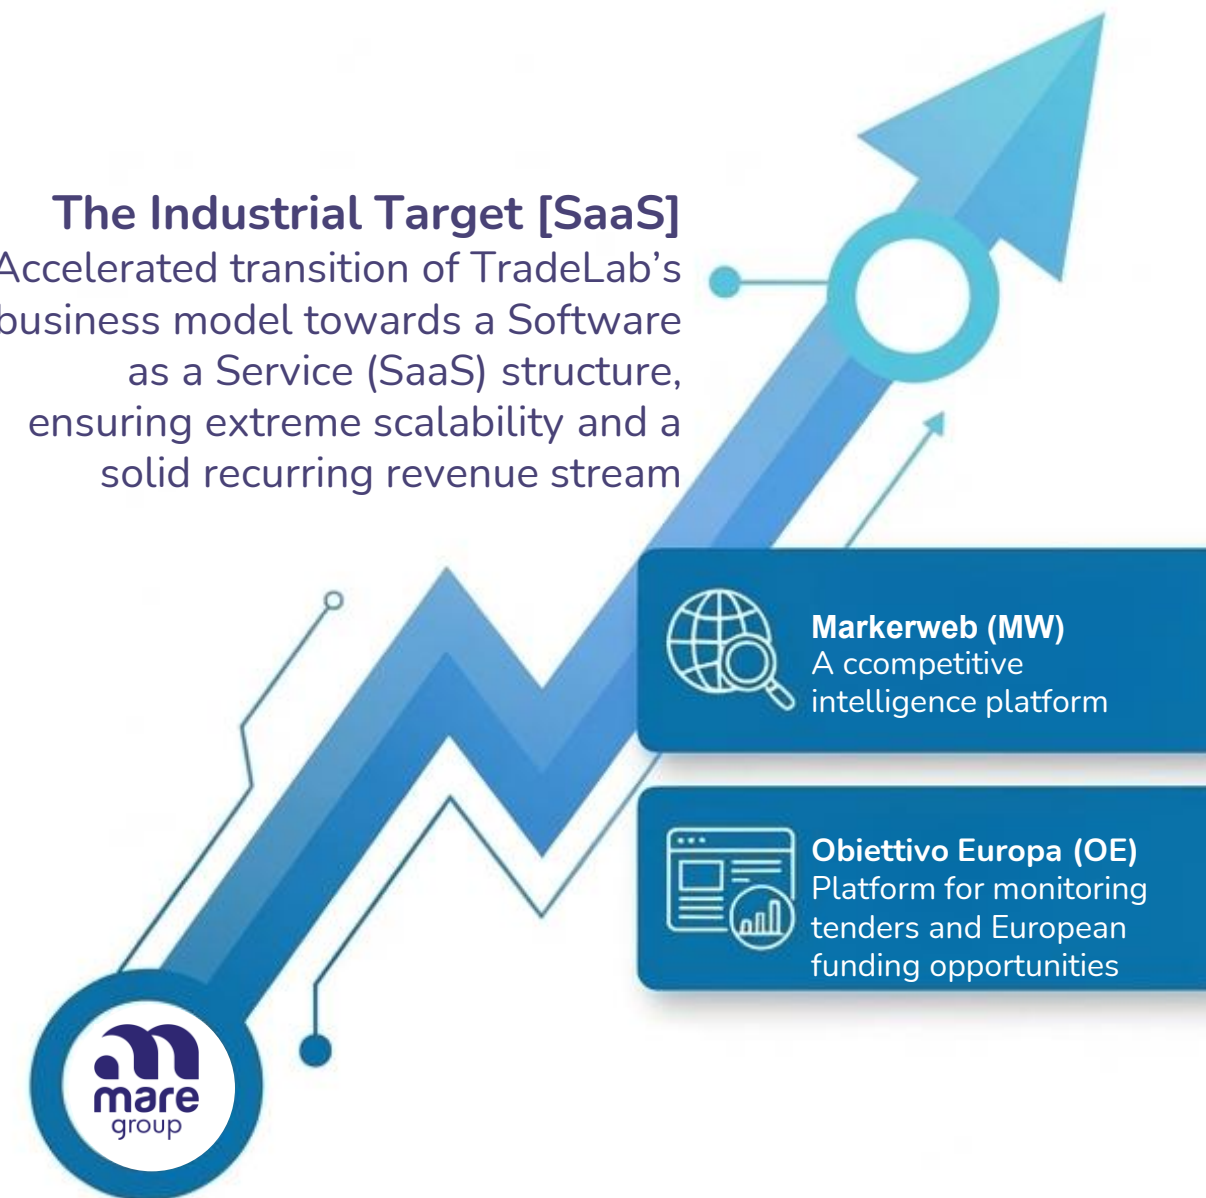 The Industrial Target [SaaS]
Accelerated transition of TradeLab's
business model towards a Software
as a Service (SaaS) structure,
ensuring extreme scalability and a
solid recurring revenue stream
Markerweb (MW)
A ccompetitive
intelligence platform
Obiettivo Europa (OE)
Platform for monitoring
tenders and European
funding opportunities
mare
group